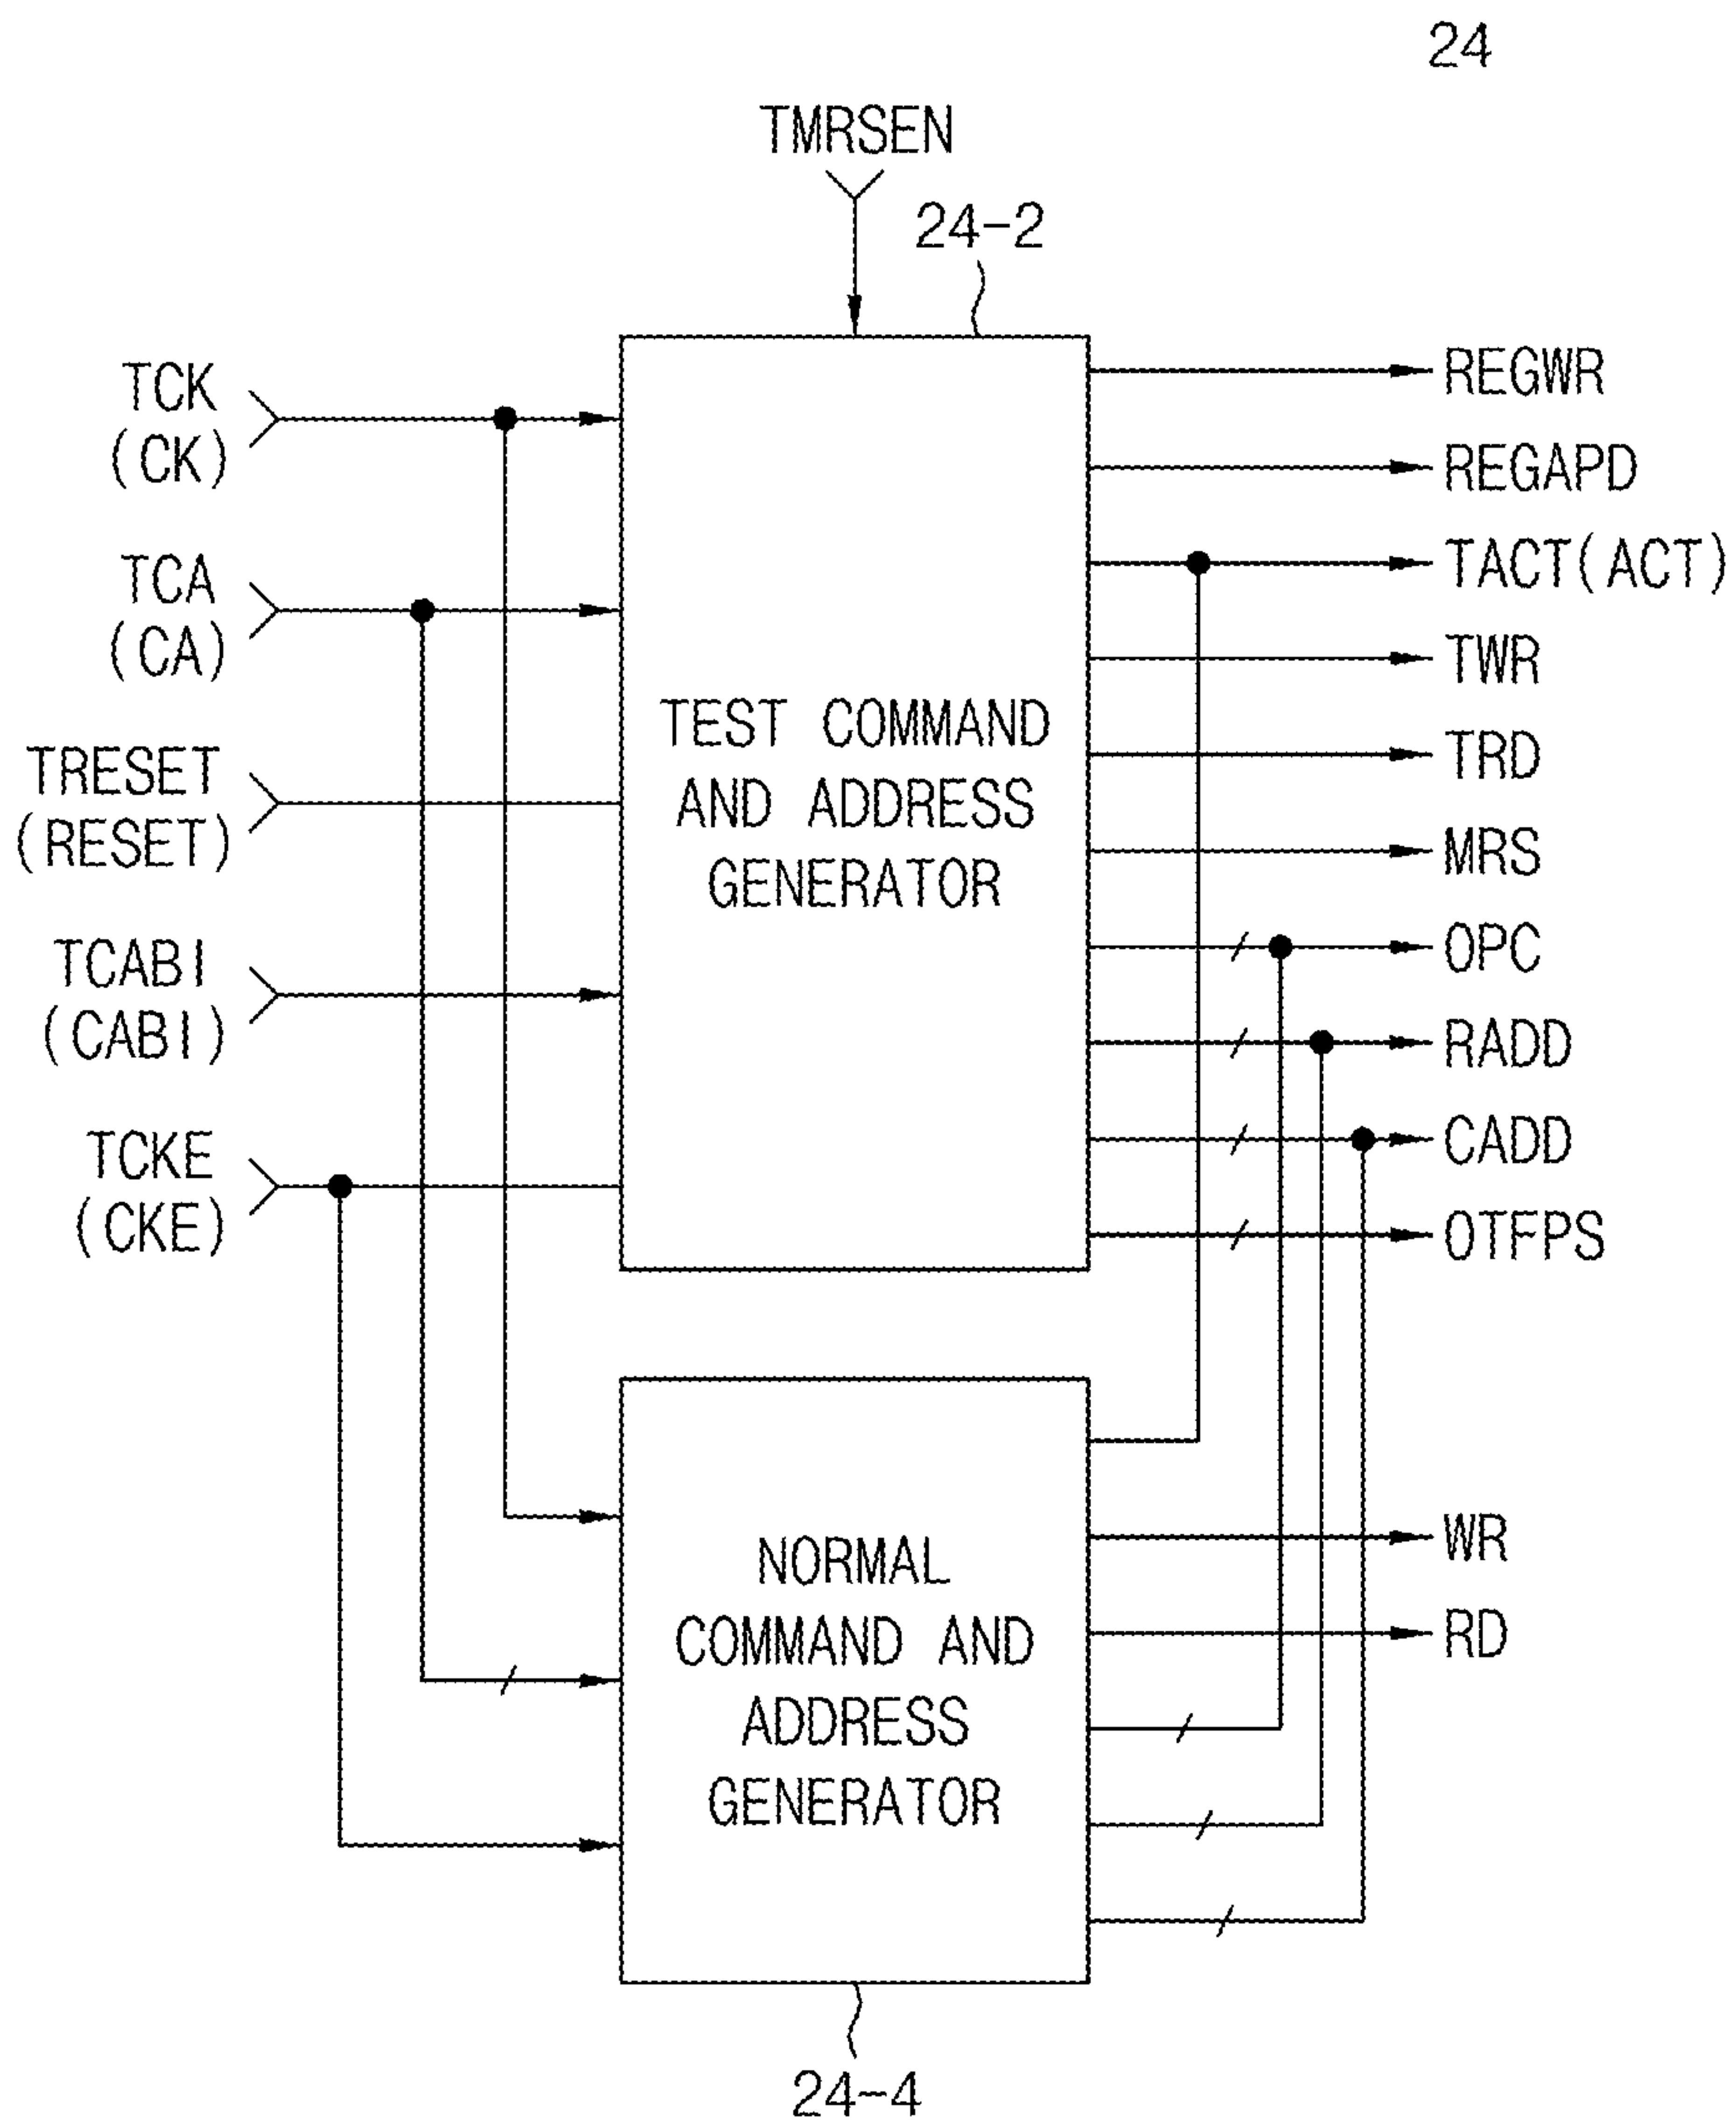 24
TMRSEN
24-2
TCK
(CK)
TCA
(CA)
TRESET
(RESET)
TCABI
(CABI)
TCKE
(CKE)
TEST COMMAND
AND ADDRESS
GENERATOR
REGWR
REGAPD
TACT(ACT)
TWR
TRD
MRS
OPC
RADD
CADD
OTFPS
NORMAL
COMMAND AND
ADDRESS
GENERATOR
WR
RD
24-4